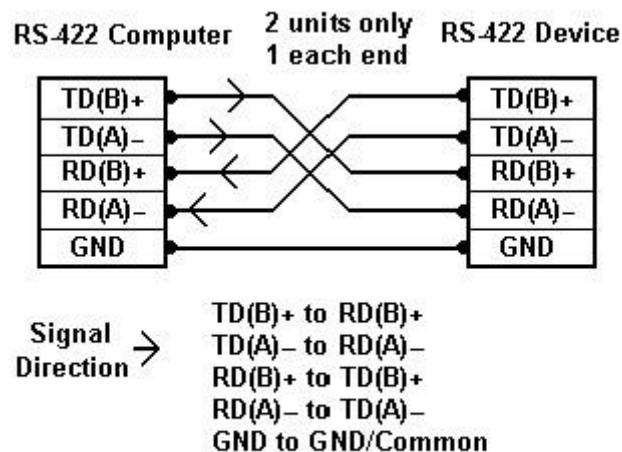 RS-422 Computer
2 units only
1 each end
RS-422 Device
TD(B)+
TD(A)–
RD(B)+
RD(A)–
GND
TD(B)+
TD(A)–
RD(B)+
RD(A)–
GND
Signal
Direction
TD(B)+ to RD(B)+
TD(A)– to RD(A)–
RD(B)+ to TD(B)+
RD(A)– to TD(A)–
GND to GND/Common